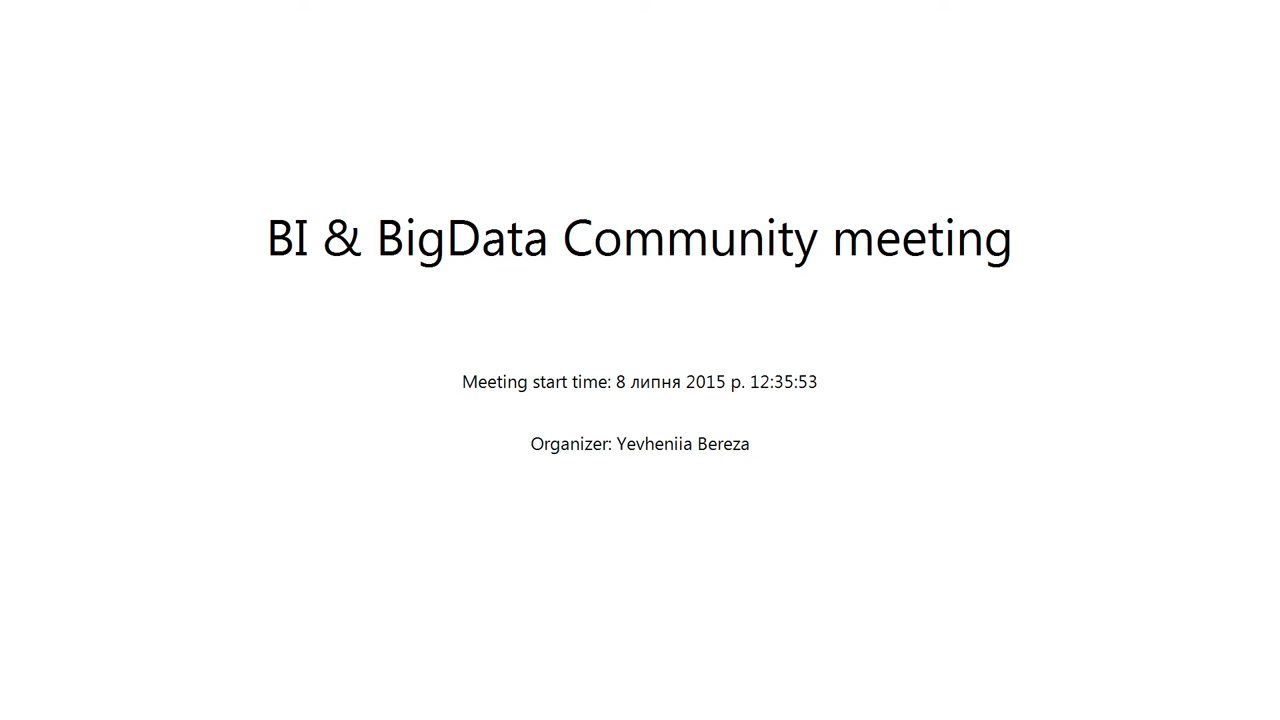 BI & BigData Community meeting
Meeting start time: 8 липня 2015 р. 12:35:53
Organizer: Yevheniia Bereza